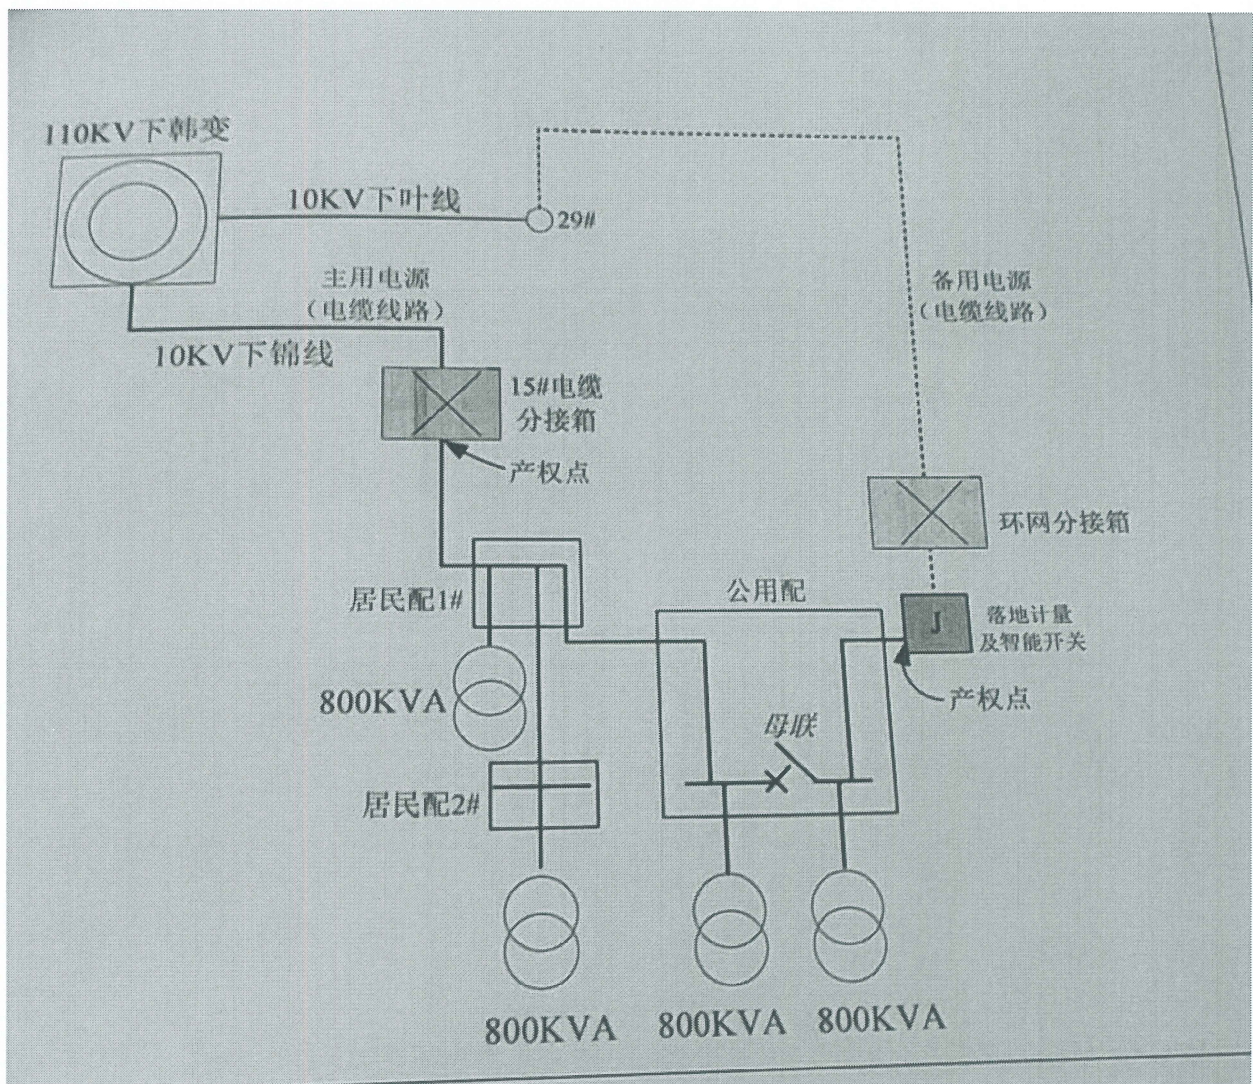 110KV下韩变
10KV下叶线
29#
主用电源
（电缆线路）
10KV下锦线
备用电源
（电缆线路）
15#电缆
分接箱
产权点
环网分接箱
居民配1#
公用配
J
落地计量
及智能开关
产权点
800KVA
母联
居民配2#
800KVA
800KVA
800KVA